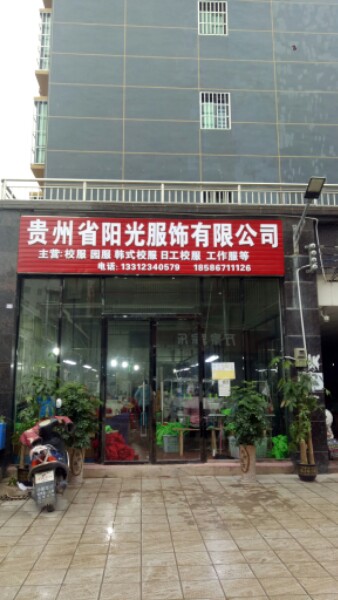 贵州省阳光服饰有限公司
主营:校服 园服 韩式校服 日工校服 工作服等
电话: 13312340579 18586711126